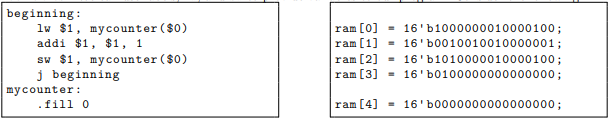 beginning:
lw $1, mycounter($0)
addi $1, $1, 1
sw $1, mycounter($0)
j beginning
mycounter:
.fill 0
ram[0] = 16'b1000000010000100;
ram[1] = 16'b0010010010000001;
ram[2] = 16'b1010000010000100;
ram[3] = 16'b0100000000000000;
ram[4] = 16'b0000000000000000;